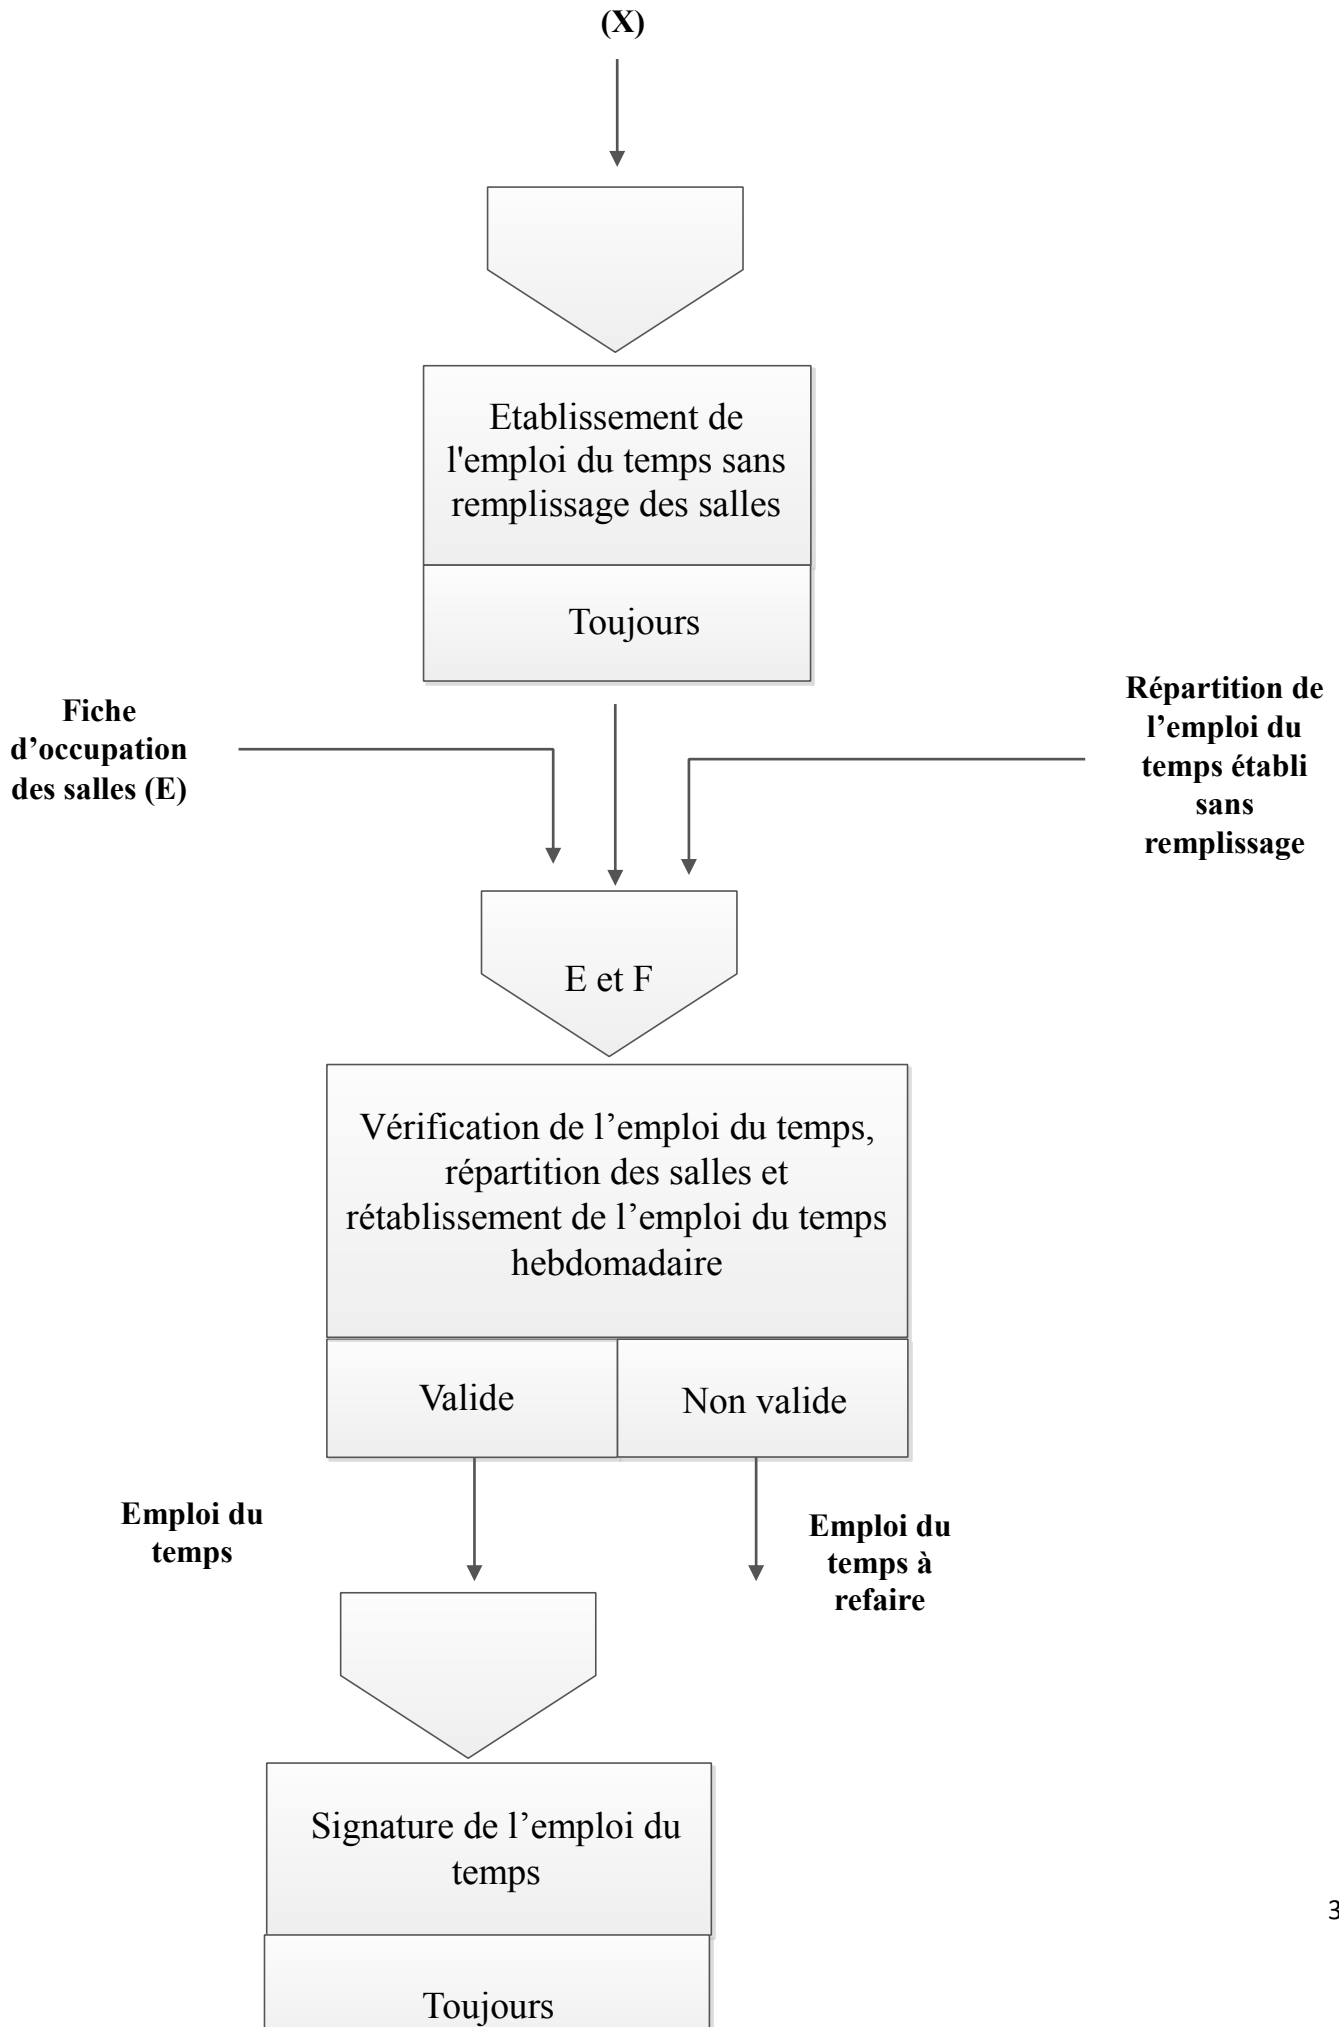 (X)
Etablissement de
l'emploi du temps sans
remplissage des salles
Toujours
Fiche
d’occupation
des salles (E)
Répartition de
l’emploi du
temps établi
sans
remplissage
E et F
Vérification de l’emploi du temps,
répartition des salles et
rétablissement de l’emploi du temps
hebdomadaire
Valide
Non valide
Emploi du
temps
Emploi du
temps à
refaire
Signature de l’emploi du
temps
3
Toujours